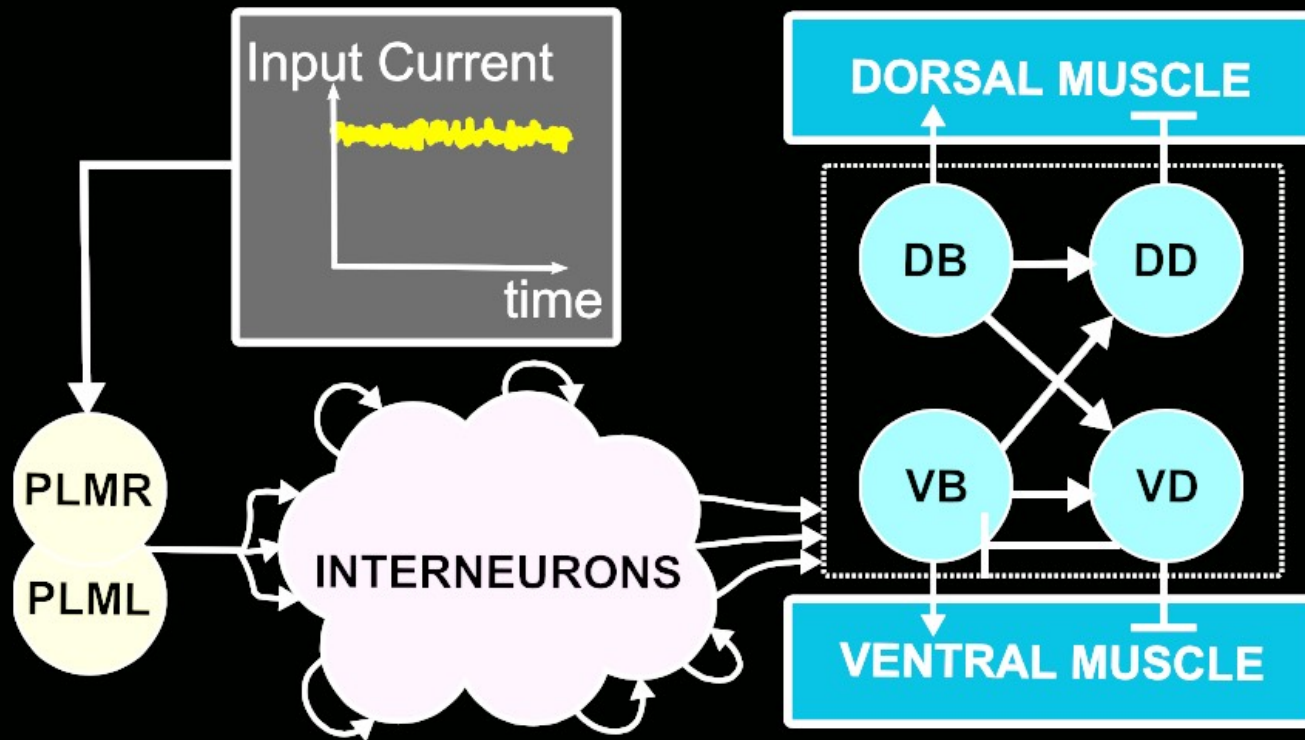 Input Current
time
DORSAL MUSCLE
DB
DD
PLMR
PLML
INTERNEURONS
VB
VD
VENTRAL MUSCLE